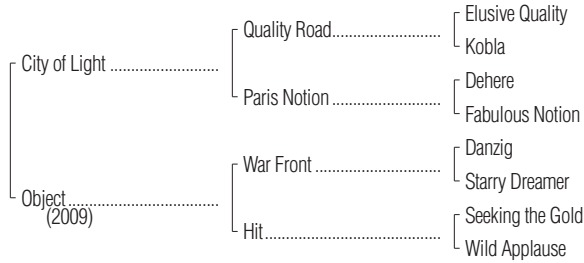 Elusive Quality
Quality Road
Kobla
City of Light
Dehere
Paris Notion
Fabulous Notion
Danzig
War Front
Starry Dreamer
Object
(2009)
Seeking the Gold
Hit
Wild Applause